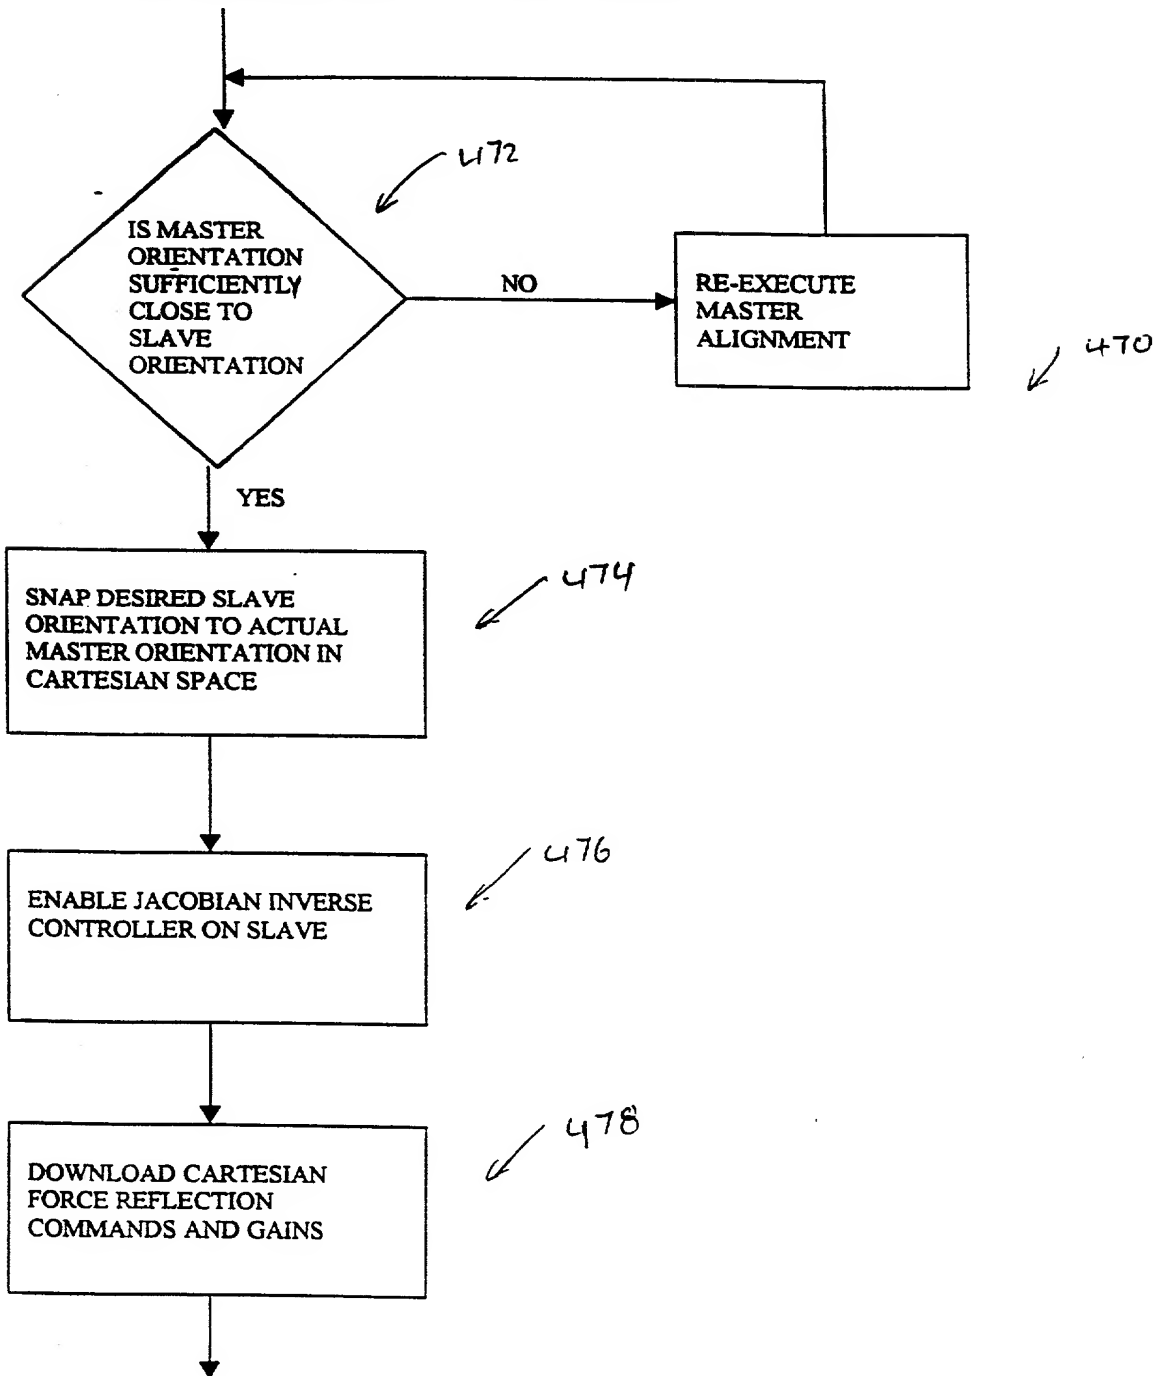 472
IS MASTER
ORIENTATION
SUFFICIENTLY
CLOSE TO
SLAVE
ORIENTATION
NO
RE-EXECUTE
MASTER
ALIGNMENT
470
YES
474
SNAP DESIRED SLAVE
ORIENTATION TO ACTUAL
MASTER ORIENTATION IN
CARTESIAN SPACE
476
ENABLE JACOBIAN INVERSE
CONTROLLER ON SLAVE
478
DOWNLOAD CARTESIAN
FORCE REFLECTION
COMMANDS AND GAINS